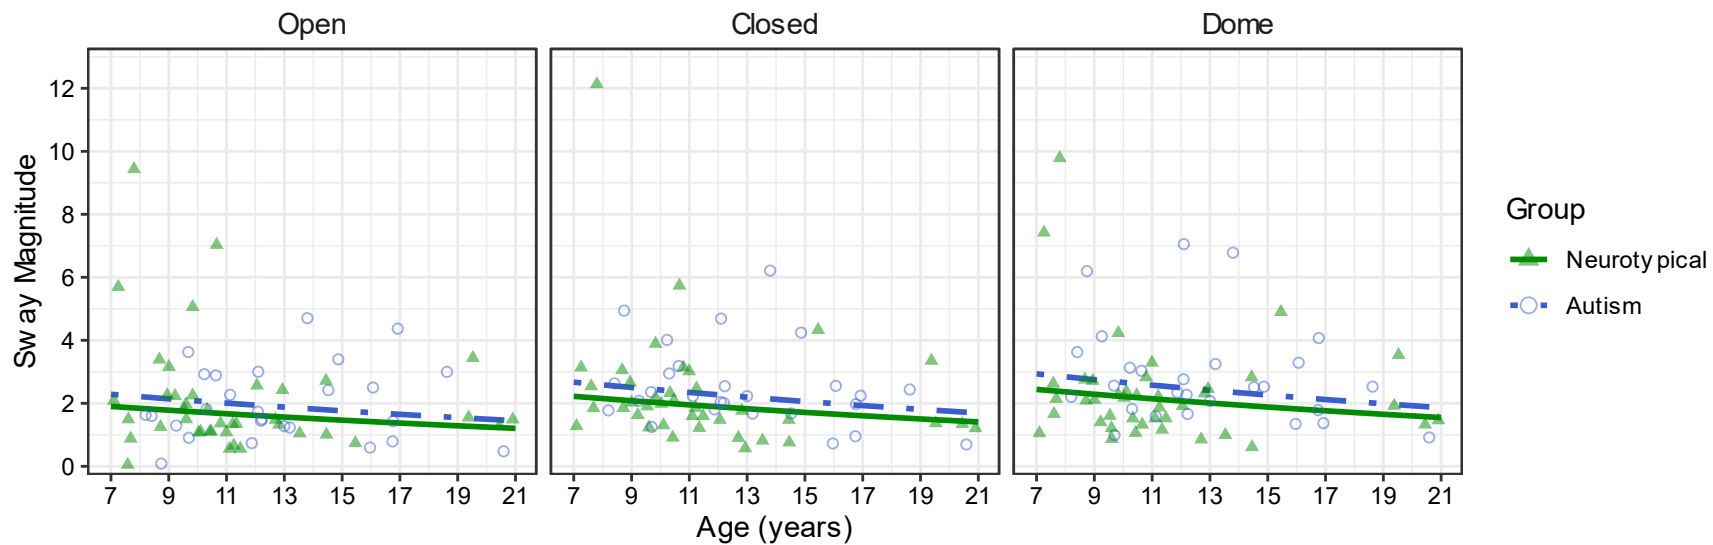 Open Closed Dome
Sway Magnitude
12
10
8
6
4
2
0
7 9 11 13 15 17 19 21 7 9 11 13 15 17 19 21 7 9 11 13 15 17 19 21
Age (years)
Group
Neurotypical
Autism